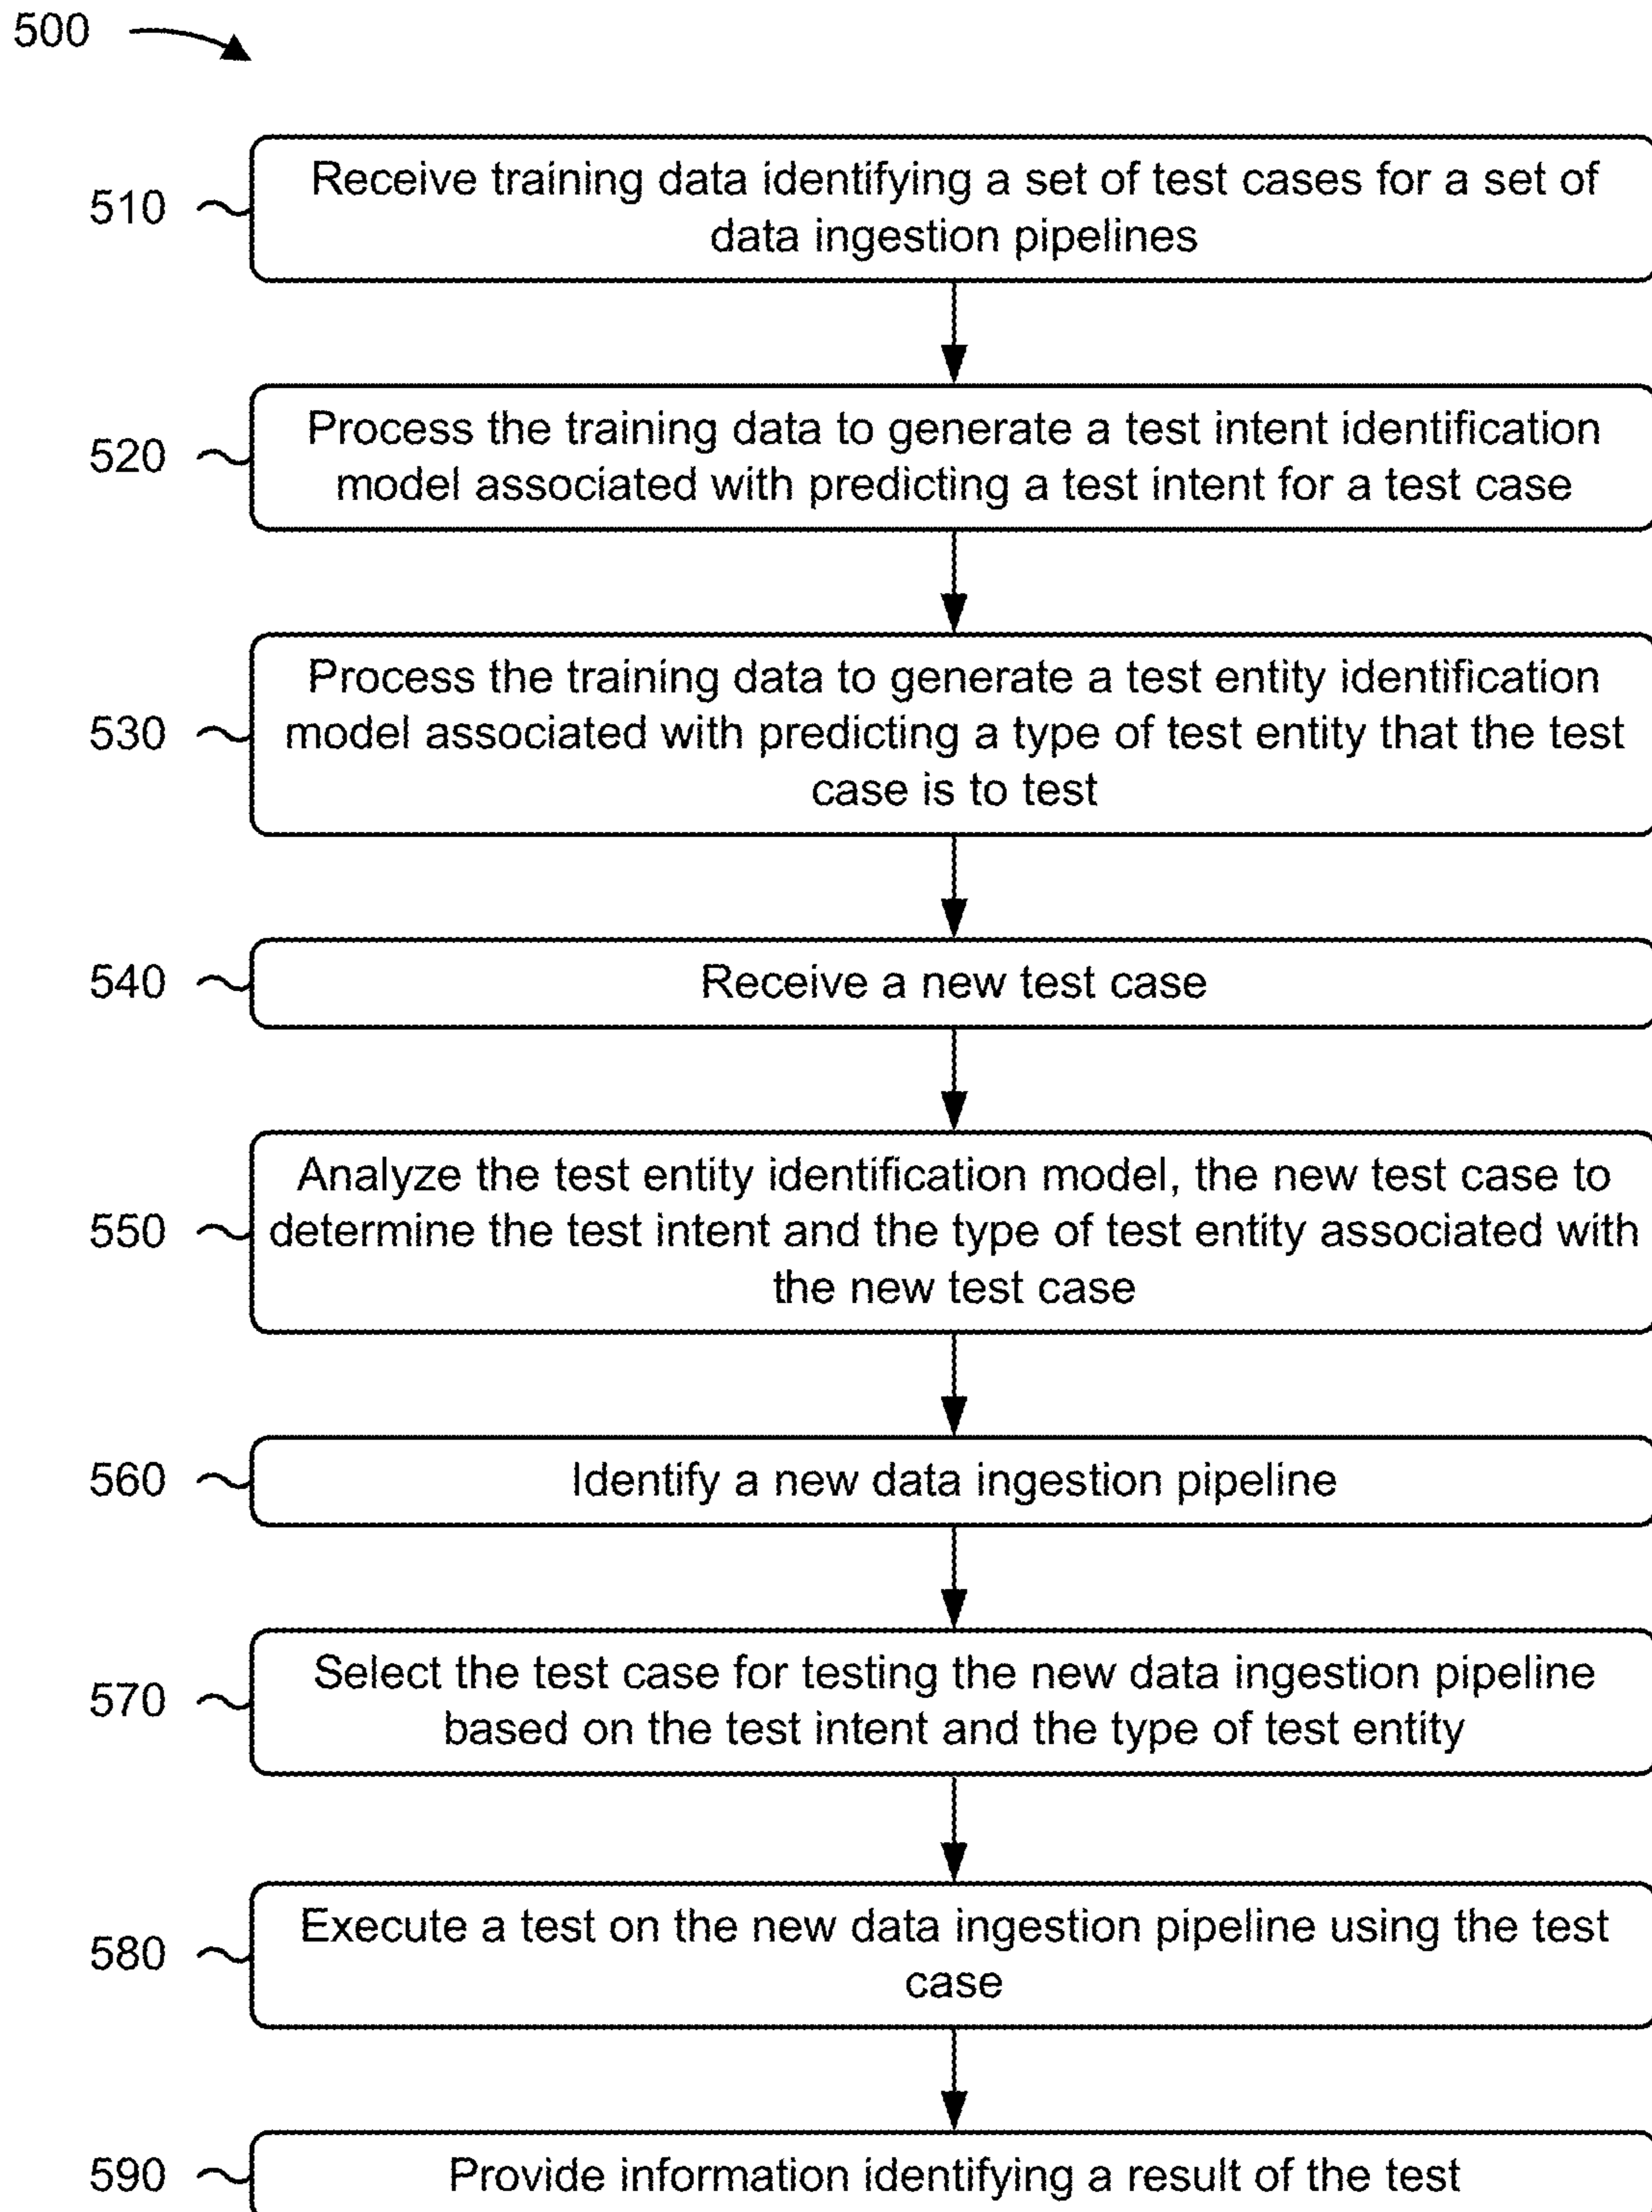 500
510
Receive training data identifying a set of test cases for a set of
data ingestion pipelines
520
Process the training data to generate a test intent identification
model associated with predicting a test intent for a test case
530
Process the training data to generate a test entity identification
model associated with predicting a type of test entity that the test
case is to test
540
Receive a new test case
550
Analyze the test entity identification model, the new test case to
determine the test intent and the type of test entity associated with
the new test case
560
Identify a new data ingestion pipeline
570
Select the test case for testing the new data ingestion pipeline
based on the test intent and the type of test entity
580
Execute a test on the new data ingestion pipeline using the test
case
590
Provide information identifying a result of the test